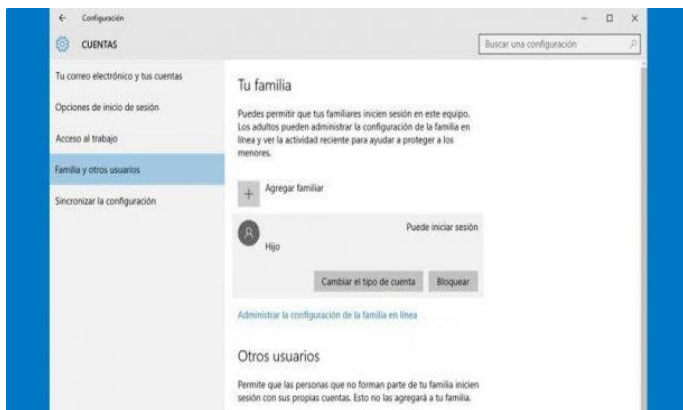 Configuración
CUENTAS
Buscar una configuración
Tu correo electrónico y tus cuentas
Opciones de inicio de sesión
Acceso al trabajo
Familia y otros usuarios
Sincronizar la configuración
Tu familia
Puedes permitir que tus familiares inicien sesión en este equipo.
Los adultos pueden administrar la configuración de la familia en
línea y ver la actividad reciente para ayudar a proteger a los
menores.
Agregar familiar
Puede iniciar sesión
Hijo
Cambiar el tipo de cuenta
Bloquear
Administrar la configuración de la familia en línea
Otros usuarios
Permite que las personas que no forman parte de tu familia inicien
sesión con sus propias cuentas. Esto no las agregará a tu familia.